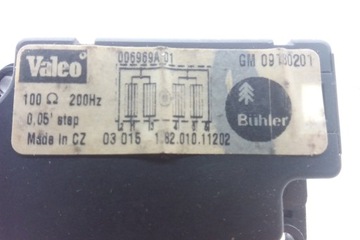 Valeo
006969A 01
GM 09180201
100 Ω 200Hz
0,05° step
Made in CZ
03 015
1.82.010.11202
Bühler